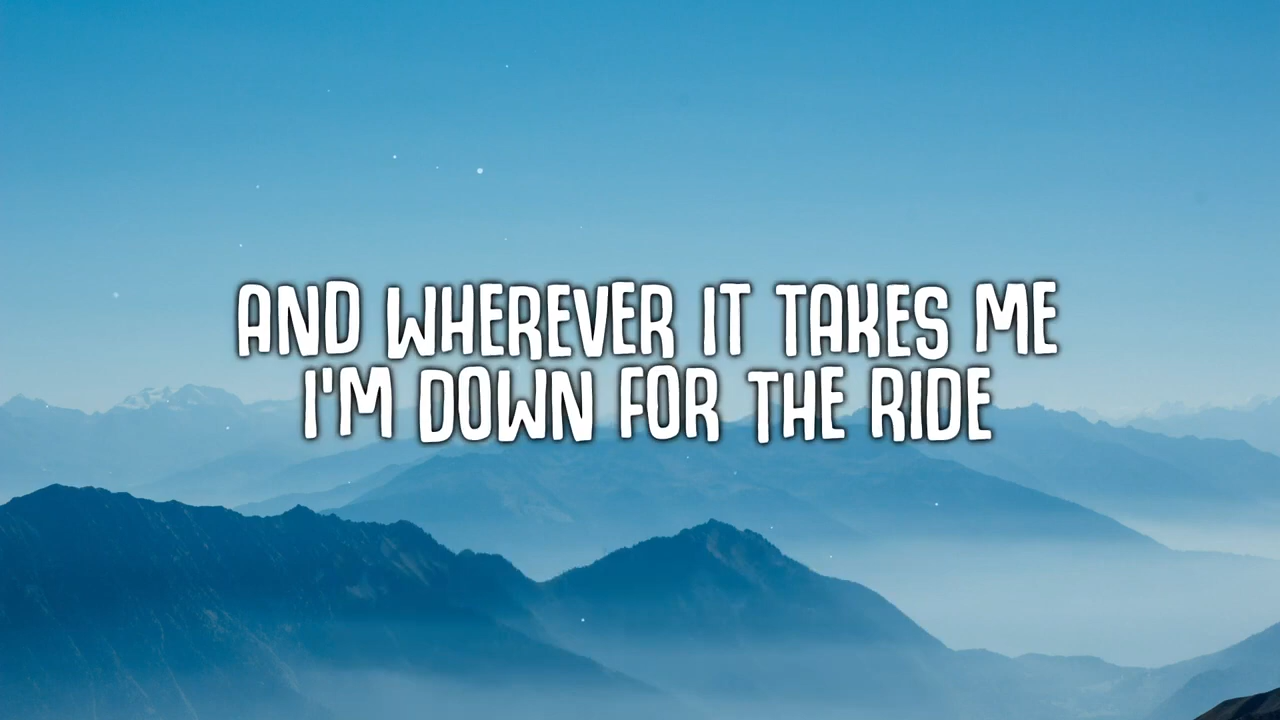 AND WHEREVER IT TAKES ME
I'M DOWN FOR THE RIDE